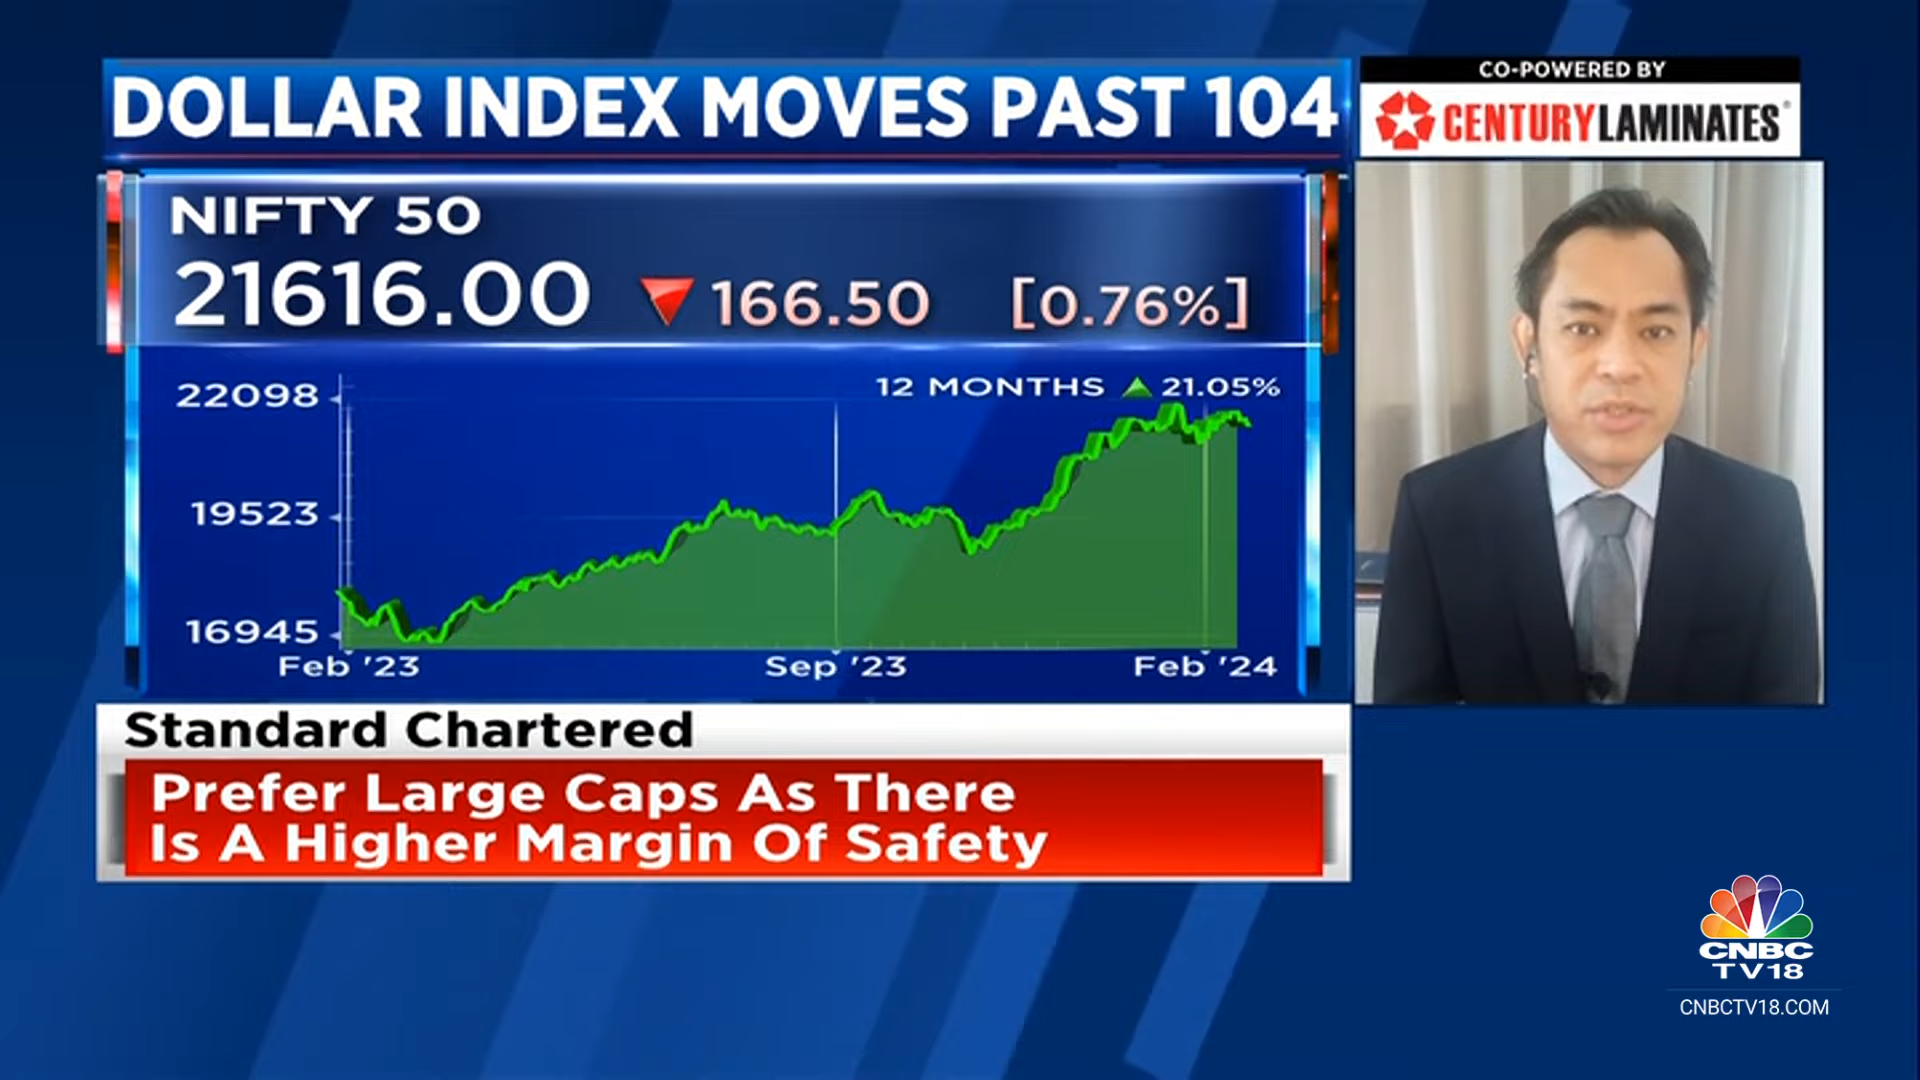 DOLLAR INDEX MOVES PAST 104
CO-POWERED BY
CENTURYLAMINATES®
NIFTY 50
21616.00 ▼ 166.50 [0.76%]
12 MONTHS ▲ 21.05%
22098
19523
16945
Feb '23 Sep '23 Feb '24
Standard Chartered
Prefer Large Caps As There
Is A Higher Margin Of Safety
CNBC
TV18
CNBCTV18.COM